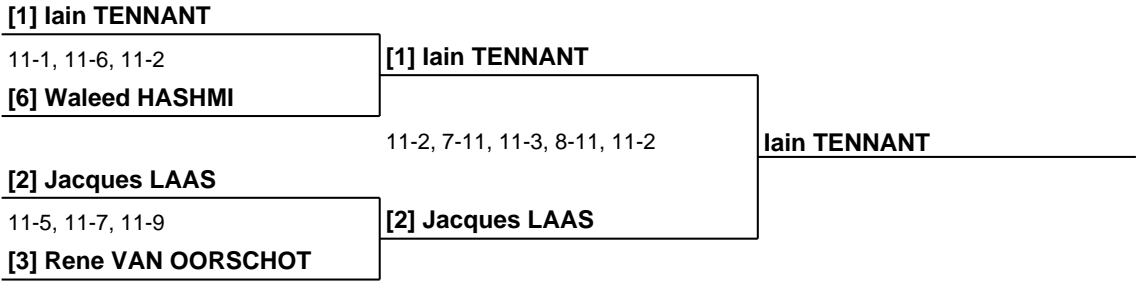 [1] Iain TENNANT
11-1, 11-6, 11-2
[1] Iain TENNANT
[6] Waleed HASHMI
11-2, 7-11, 11-3, 8-11, 11-2
Iain TENNANT
[2] Jacques LAAS
11-5, 11-7, 11-9
[2] Jacques LAAS
[3] Rene VAN OORSCHOT